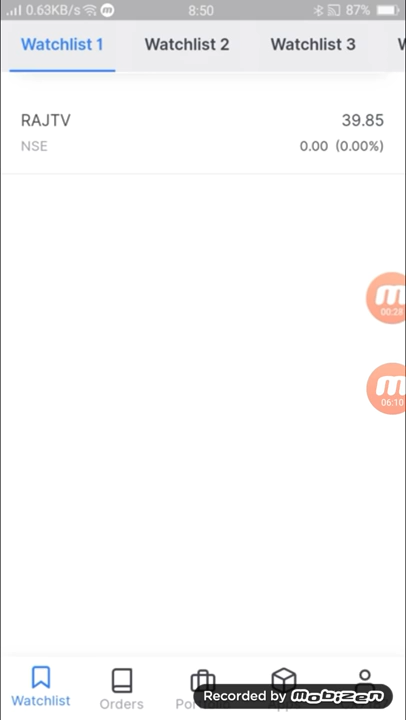 0.63KB/s 8:50 87%
Watchlist 1 Watchlist 2 Watchlist 3
RAJTV 39.85
NSE 0.00 (0.00%)
00:28
06:10
Recorded by mobizen
Watchlist Orders